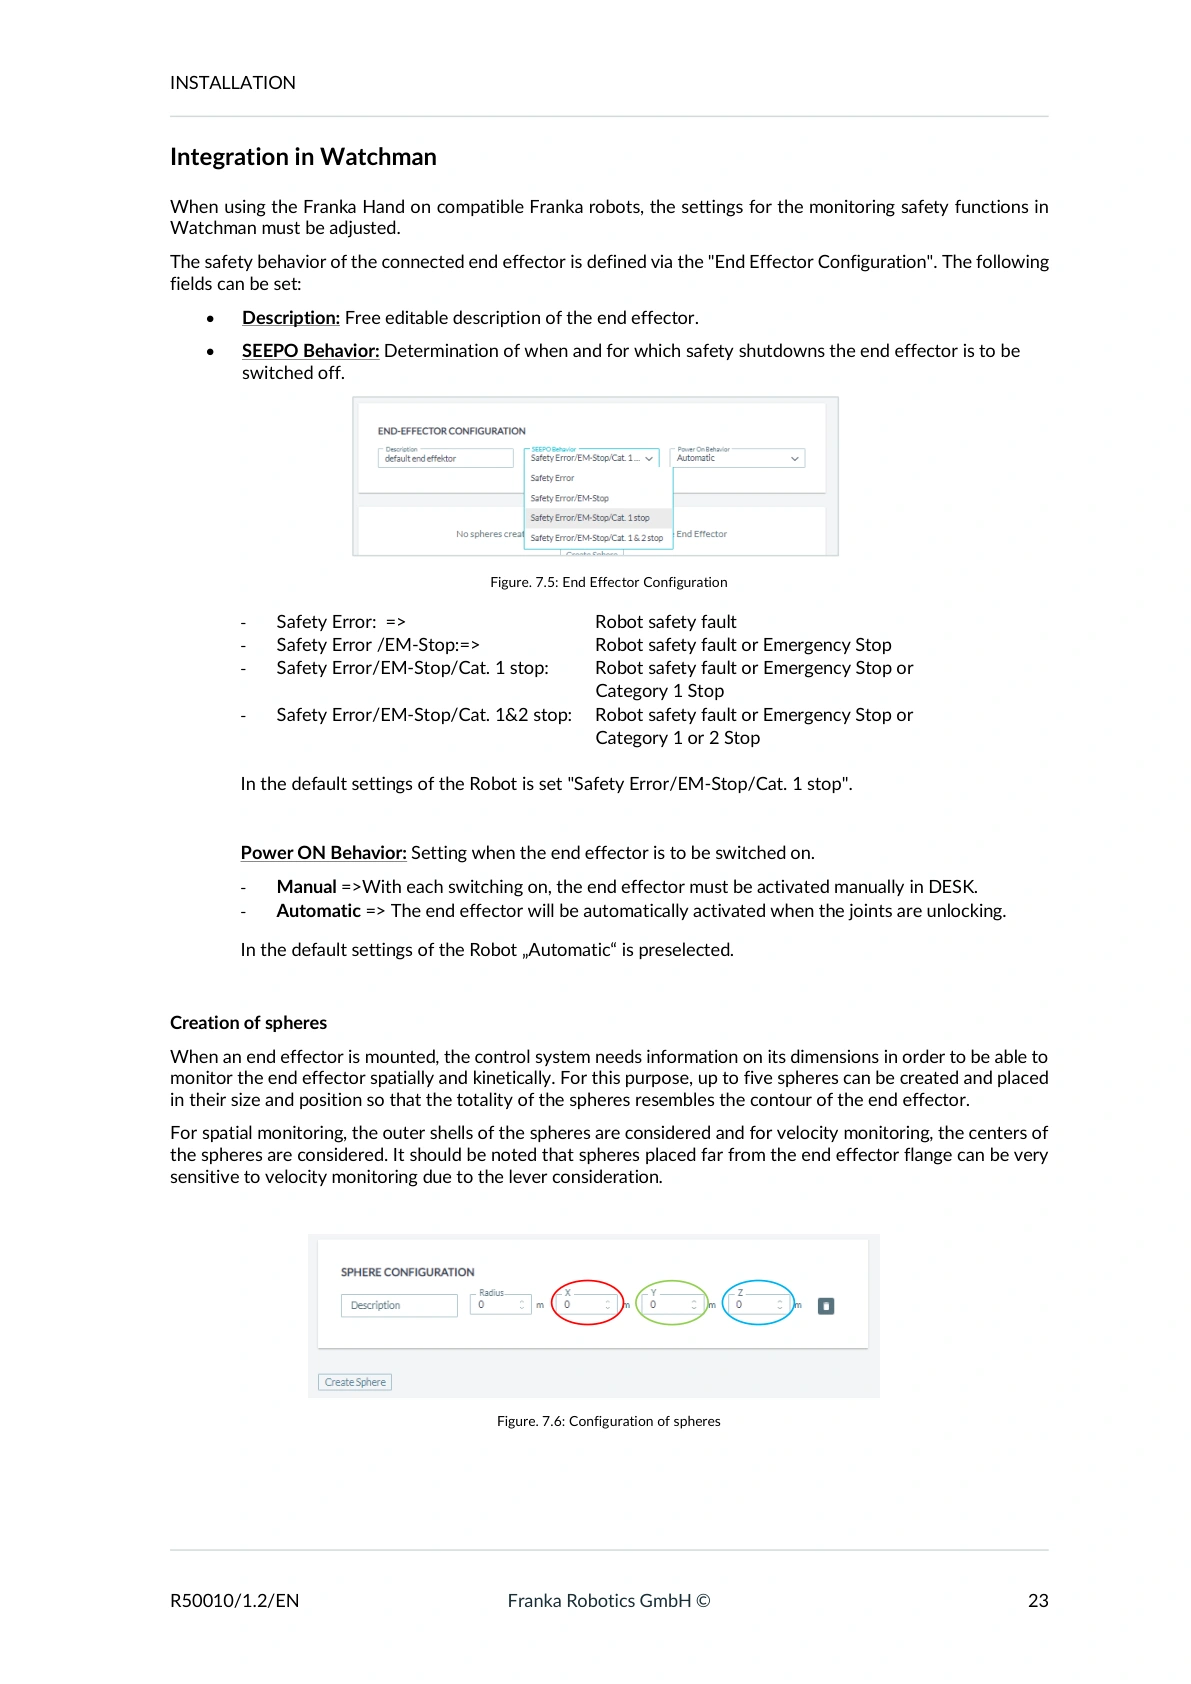 INSTALLATION
Integration in Watchman
When using the Franka Hand on compatible Franka robots, the settings for the monitoring safety functions in
Watchman must be adjusted.
The safety behavior of the connected end effector is defined via the "End Effector Configuration". The following
fields can be set:
• Description: Free editable description of the end effector.
• SEEPO Behavior: Determination of when and for which safety shutdowns the end effector is to be
switched off.
END-EFFECTOR CONFIGURATION
Description SEEPO Behavior Power On Behavior
default end effektor Safety Error/EM-Stop/Cat. 1... Automatic
Safety Error
Safety Error/EM-Stop
Safety Error/EM-Stop/Cat. 1 stop
No spheres creat End Effector
Safety Error/EM-Stop/Cat. 1 & 2 stop
Create Sphere
Figure. 7.5: End Effector Configuration
- Safety Error: => Robot safety fault
- Safety Error /EM-Stop:=> Robot safety fault or Emergency Stop
- Safety Error/EM-Stop/Cat. 1 stop: Robot safety fault or Emergency Stop or
Category 1 Stop
- Safety Error/EM-Stop/Cat. 1&2 stop: Robot safety fault or Emergency Stop or
Category 1 or 2 Stop
In the default settings of the Robot is set "Safety Error/EM-Stop/Cat. 1 stop".
Power ON Behavior: Setting when the end effector is to be switched on.
- Manual =>With each switching on, the end effector must be activated manually in DESK.
- Automatic => The end effector will be automatically activated when the joints are unlocking.
In the default settings of the Robot „Automatic“ is preselected.
Creation of spheres
When an end effector is mounted, the control system needs information on its dimensions in order to be able to
monitor the end effector spatially and kinetically. For this purpose, up to five spheres can be created and placed
in their size and position so that the totality of the spheres resembles the contour of the end effector.
For spatial monitoring, the outer shells of the spheres are considered and for velocity monitoring, the centers of
the spheres are considered. It should be noted that spheres placed far from the end effector flange can be very
sensitive to velocity monitoring due to the lever consideration.
SPHERE CONFIGURATION
Radius X Y Z
Description 0 m 0 m 0 m 0 m
Create Sphere
Figure. 7.6: Configuration of spheres
R50010/1.2/EN Franka Robotics GmbH © 23